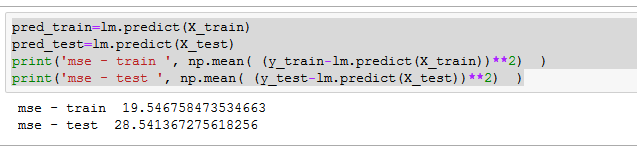 pred_train=lm.predict(X_train)
pred_test=lm.predict(X_test)
print('mse - train ', np.mean( (y_train-lm.predict(X_train))**2)  )
print('mse - test ', np.mean( (y_test-lm.predict(X_test))**2)  )
mse - train  19.546758473534663
mse - test  28.541367275618256